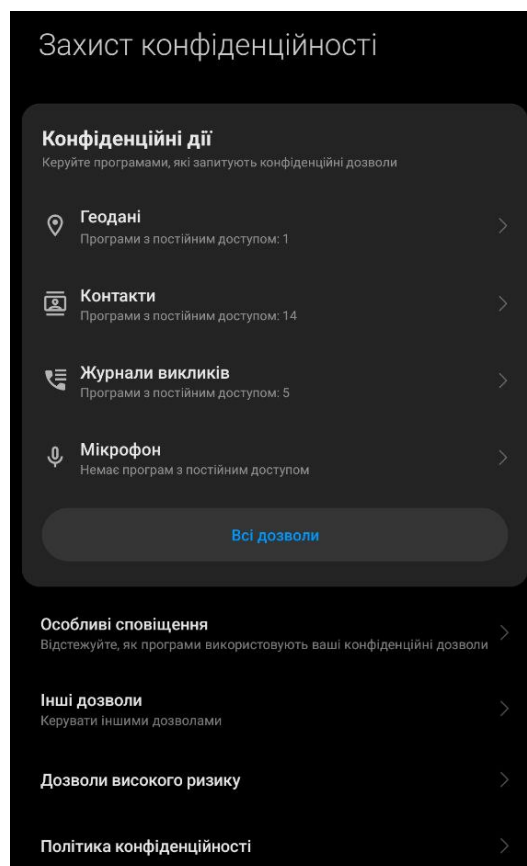 Захист конфіденційності
Конфіденційні дії
Керуйте програмами, які запитують конфіденційні дозволи
Геодані
Програми з постійним доступом: 1
Контакти
Програми з постійним доступом: 14
Журнали викликів
Програми з постійним доступом: 5
Мікрофон
Немає програм з постійним доступом
Всі дозволи
Особливі сповіщення
Відстежуйте, як програми використовують ваші конфіденційні дозволи
Інші дозволи
Керувати іншими дозволами
Дозволи високого ризику
Політика конфіденційності